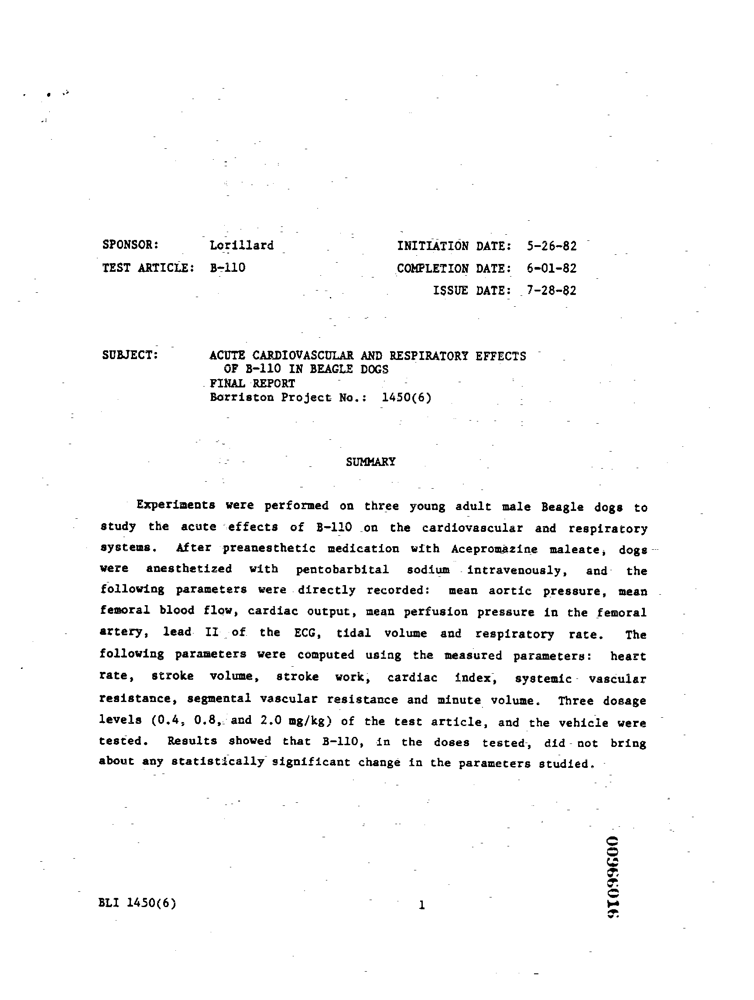 SPONSOR: Lorillard INITIATION DATE: 5-26-82
TEST ARTICLE: B-110 COMPLETION DATE: 6-01-82
ISSUE DATE: 7-28-82
SUBJECT: ACUTE CARDIOVASCULAR AND RESPIRATORY EFFECTS
OF B-110 IN BEAGLE DOGS
FINAL REPORT
Borriston Project No.: 1450(6)
SUMMARY
Experiments were performed on three young adult male Beagle dogs to
study the acute effects of B-110 on the cardiovascular and respiratory
systems. After preanesthetic medication with Acepromazine maleate, dogs
were anesthetized with pentobarbital sodium intravenously, and the
following parameters were directly recorded: mean aortic pressure, mean
femoral blood flow, cardiac output, mean perfusion pressure in the femoral
artery, lead II of the ECG, tidal volume and respiratory rate. The
following parameters were computed using the measured parameters: heart
rate, stroke volume, stroke work, cardiac index, systemic vascular
resistance, segmental vascular resistance and minute volume. Three dosage
levels (0.4, 0.8, and 2.0 mg/kg) of the test article, and the vehicle were
tested. Results showed that B-110, in the doses tested, did not bring
about any statistically significant change in the parameters studied.
00966016
BLI 1450(6) 1